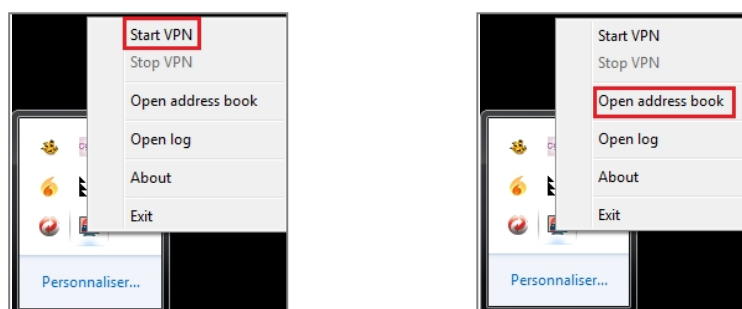 Start VPN
Stop VPN
Open address book
Open log
About
Exit
Personnaliser...
Start VPN
Stop VPN
Open address book
Open log
About
Exit
Personnaliser...